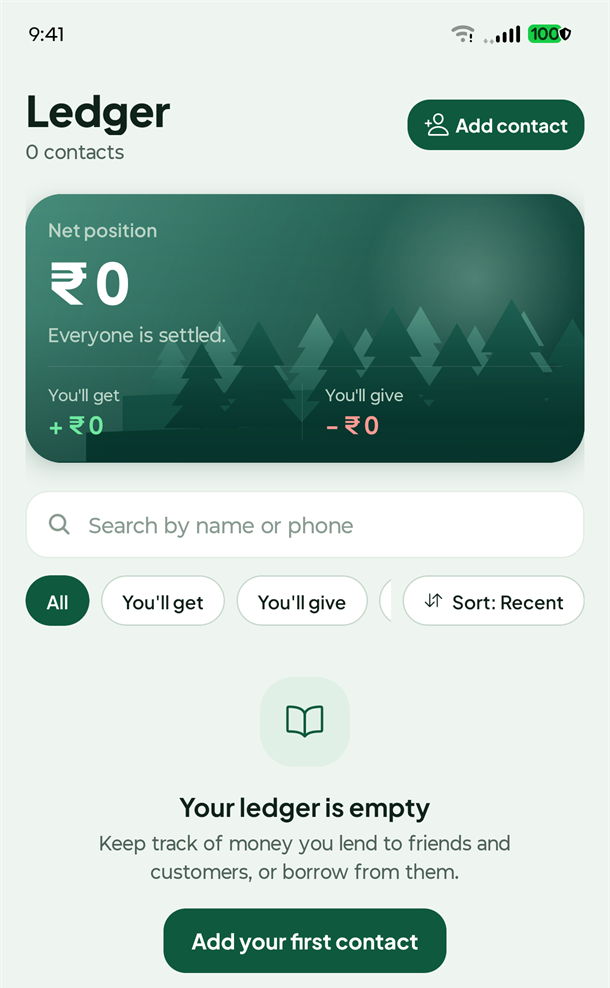 9:41
100
Ledger
0 contacts
Add contact
Net position
₹0
Everyone is settled.
You'll get
+ ₹0
You'll give
− ₹0
Search by name or phone
All
You'll get
You'll give
Sort: Recent
Your ledger is empty
Keep track of money you lend to friends and
customers, or borrow from them.
Add your first contact